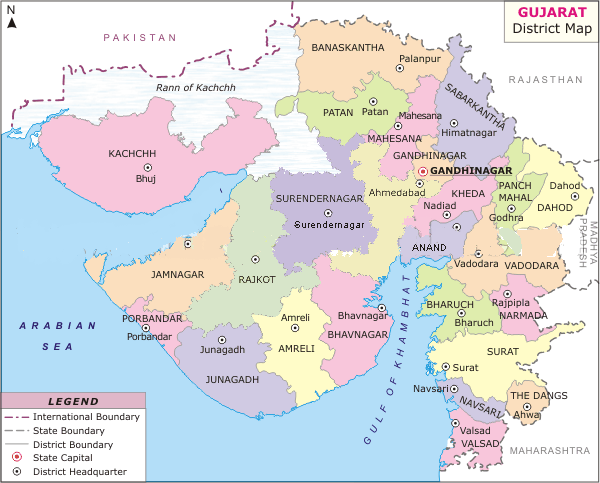 N
GUJARAT
District Map
PAKISTAN
RAJASTHAN
MADHYA
PRADESH
MAHARASHTRA
ARABIAN
SEA
GULF OF KHAMBHAT
Rann of Kachchh
BANASKANTHA
Palanpur
PATAN
Patan
Mahesana
MAHESANA
SABARKANTHA
Himatnagar
GANDHINAGAR
GANDHINAGAR
KACHCHH
Bhuj
Ahmedabad
KHEDA
Nadiad
PANCH
MAHAL
Godhra
Dahod
DAHOD
SURENDERNAGAR
Surendernagar
ANAND
Vadodara
VADODARA
JAMNAGAR
RAJKOT
Rajpipla
NARMADA
BHARUCH
Bharuch
PORBANDAR
Porbandar
Amreli
AMRELI
Bhavnagar
BHAVNAGAR
Junagadh
JUNAGADH
SURAT
Surat
Navsari
NAVSARI
THE DANGS
Ahwaj
Valsad
VALSAD
LEGEND
International Boundary
State Boundary
District Boundary
State Capital
District Headquarter